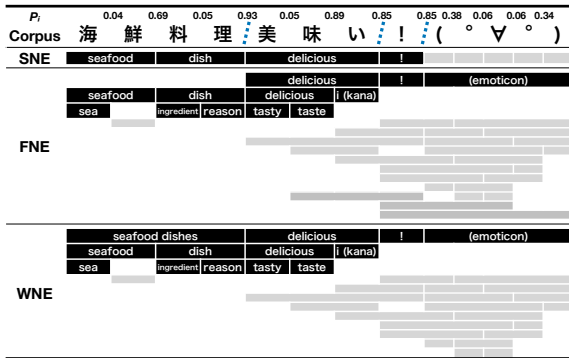 Pi 0.04 0.69 0.05 0.93 0.05 0.89 0.85 0.85 0.38 0.06 0.06 0.34
Corpus 海 鮮 料 理 美 味 い ! ( ° ∀ ° )
SNE seafood dish delicious !
delicious ! (emoticon)
seafood dish delicious i (kana)
sea ingredient reason tasty taste
FNE
seafood dishes delicious ! (emoticon)
seafood dish delicious i (kana)
sea ingredient reason tasty taste
WNE